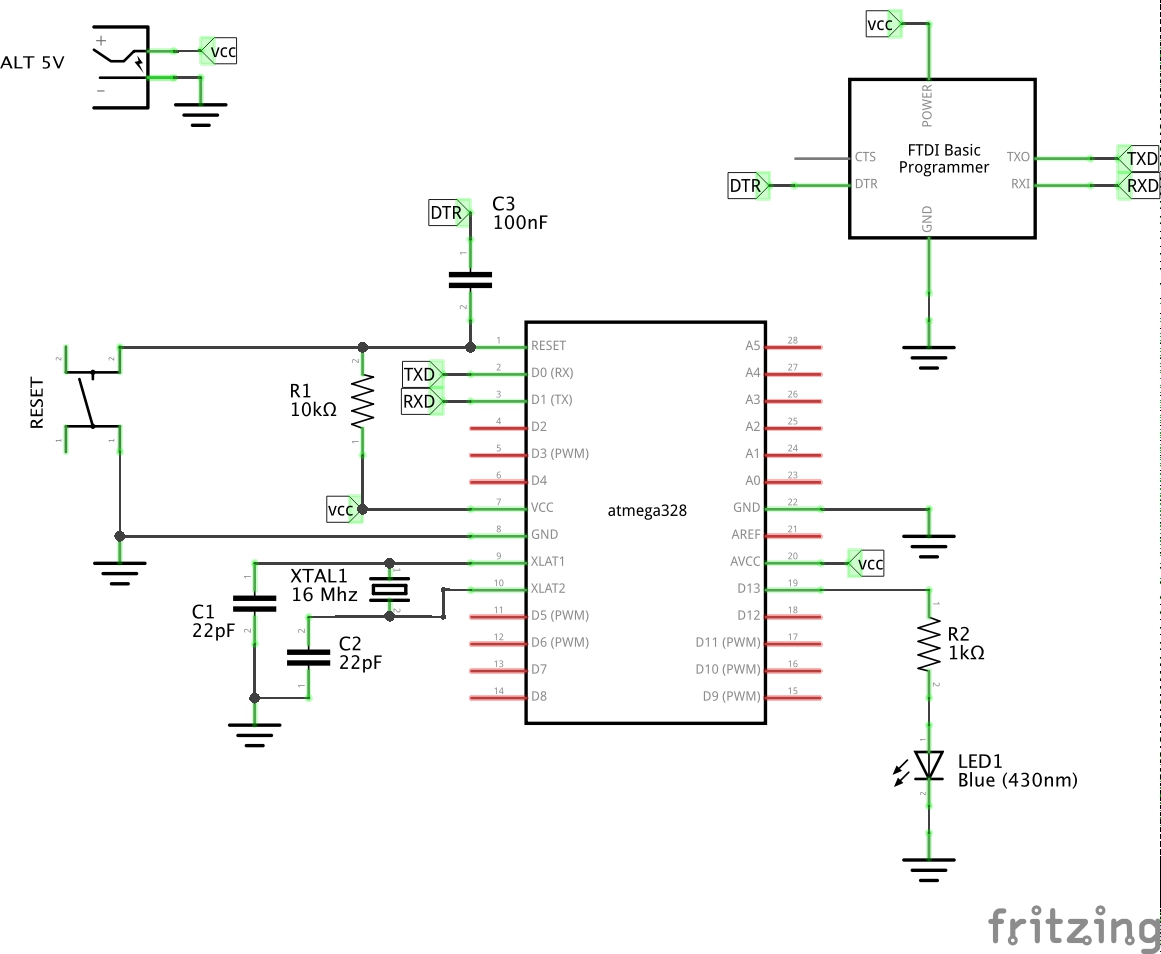 ALT 5V
+
-
VCC
VCC
POWER
FTDI Basic
Programmer
CTS
DTR
TXO
RXI
GND
DTR
TXD
RXD
DTR
C3
100nF
1
2
RESET
2
2
1
1
R1
10kΩ
2
1
TXD
RXD
VCC
atmega328
1 RESET
2 D0 (RX)
3 D1 (TX)
4 D2
5 D3 (PWM)
6 D4
7 VCC
8 GND
9 XLAT1
10 XLAT2
11 D5 (PWM)
12 D6 (PWM)
13 D7
14 D8
A5 28
A4 27
A3 26
A2 25
A1 24
A0 23
GND 22
AREF 21
AVCC 20
D13 19
D12 18
D11 (PWM) 17
D10 (PWM) 16
D9 (PWM) 15
VCC
XTAL1
16 Mhz
1
2
C1
22pF
1
2
C2
22pF
2
1
R2
1kΩ
1
2
LED1
Blue (430nm)
1
2
fritzing